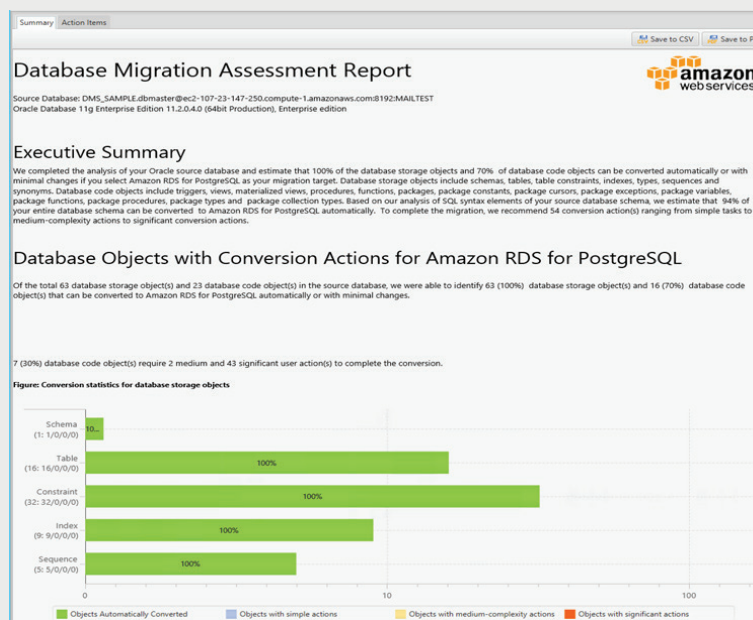 Summary Action Items
Save to CSV Save to P
Database Migration Assessment Report
amazon
webservices
Source Database: DMS_SAMPLE.dbmaster@ec2-107-23-147-250.compute-1.amazonaws.com:8192:MAILTEST
Oracle Database 11g Enterprise Edition 11.2.0.4.0 (64bit Production), Enterprise edition
Executive Summary
We completed the analysis of your Oracle source database and estimate that 100% of the database storage objects and 70% of database code objects can be converted automatically or with
minimal changes if you select Amazon RDS for PostgreSQL as your migration target. Database storage objects include schemas, tables, table constraints, indexes, types, sequences and
synonyms. Database code objects include triggers, views, materialized views, procedures, functions, packages, package constants, package cursors, package exceptions, package variables,
package functions, package procedures, package types and package collection types. Based on our analysis of SQL syntax elements of your source database schema, we estimate that 94% of
your entire database schema can be converted to Amazon RDS for PostgreSQL automatically. To complete the migration, we recommend 54 conversion action(s) ranging from simple tasks to
medium-complexity actions to significant conversion actions.
Database Objects with Conversion Actions for Amazon RDS for PostgreSQL
Of the total 63 database storage object(s) and 23 database code object(s) in the source database, we were able to identify 63 (100%) database storage object(s) and 16 (70%) database code
object(s) that can be converted to Amazon RDS for PostgreSQL automatically or with minimal changes.
7 (30%) database code object(s) require 2 medium and 43 significant user action(s) to complete the conversion.
Figure: Conversion statistics for database storage objects
Schema
(1: 1/0/0/0)
10...
Table
(16: 16/0/0/0)
100%
Constraint
(32: 32/0/0/0)
100%
Index
(9: 9/0/0/0)
100%
Sequence
(5: 5/0/0/0)
100%
0 10 100
Objects Automatically Converted Objects with simple actions Objects with medium-complexity actions Objects with significant actions